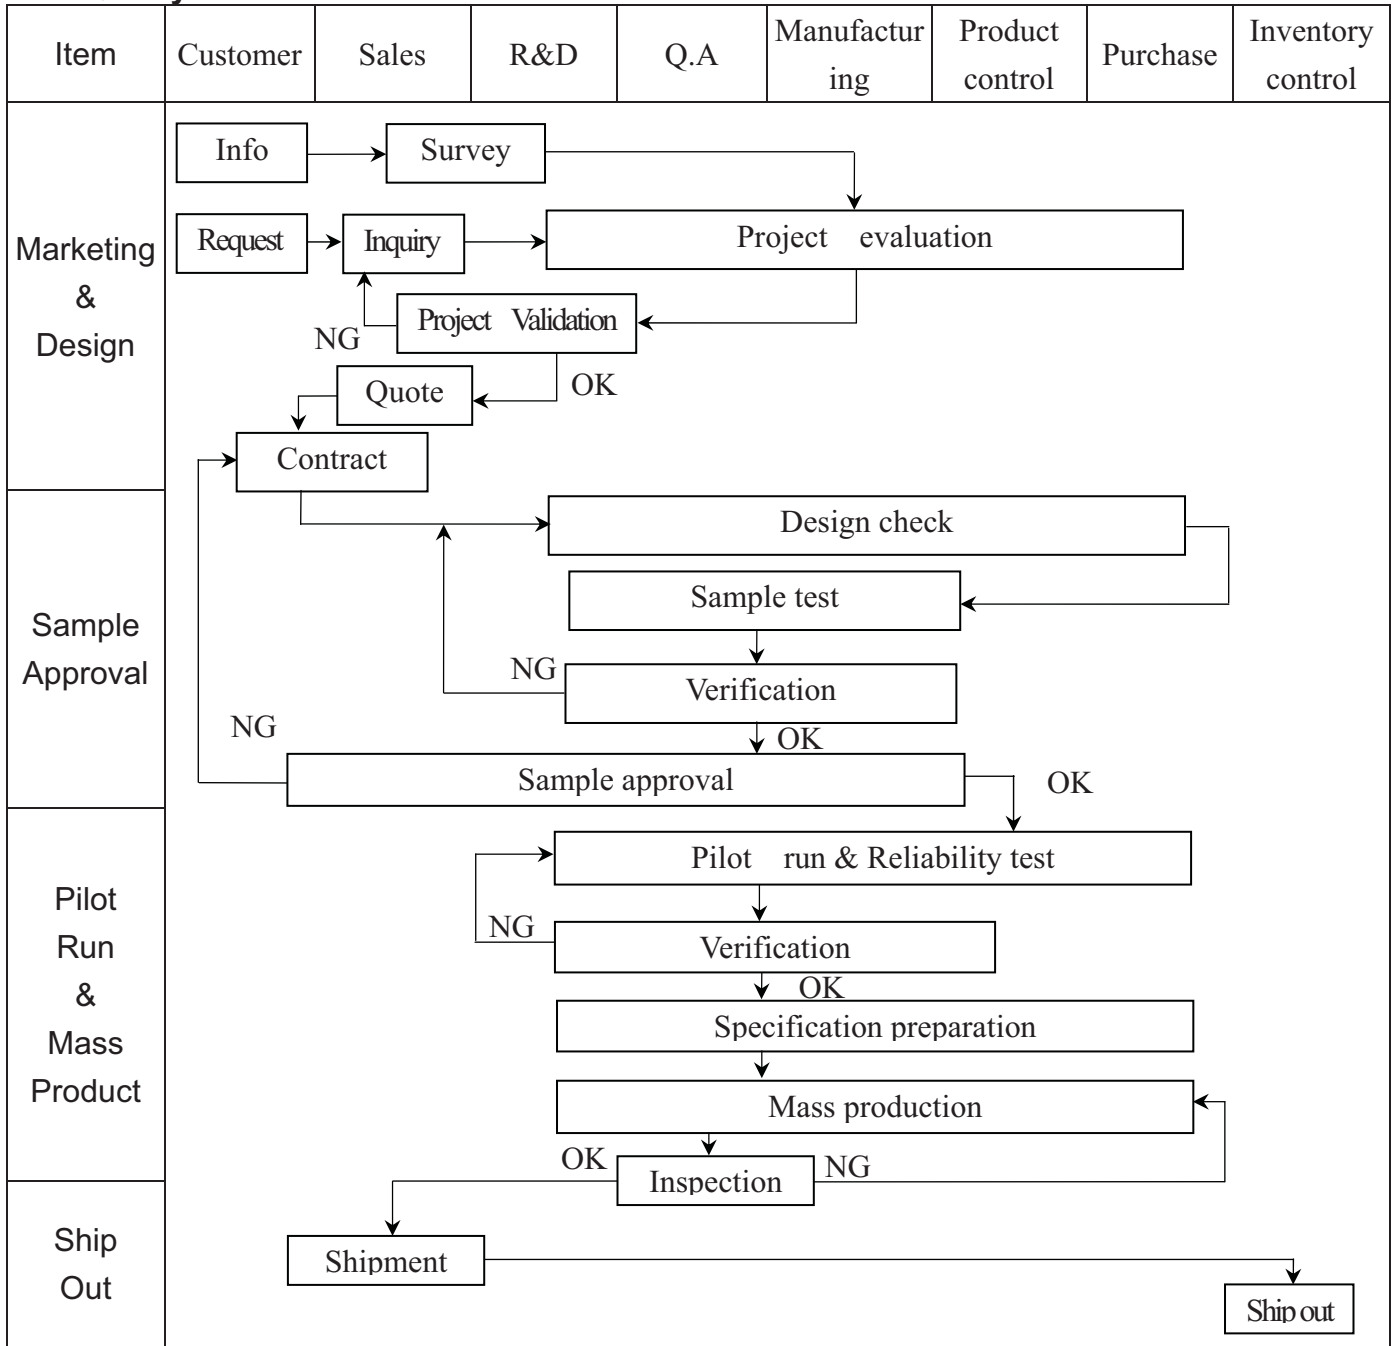 Item
Customer
Sales
R&D
Q.A
Manufactur
ing
Product
control
Purchase
Inventory
control
Marketing
&
Design
Info
Survey
Request
Inquiry
Project evaluation
Project Validation
NG
OK
Quote
Contract
Sample
Approval
Design check
Sample test
NG
Verification
OK
NG
Sample approval
OK
Pilot
Run
&
Mass
Product
Pilot run & Reliability test
NG
Verification
OK
Specification preparation
Mass production
OK
Inspection
NG
Ship
Out
Shipment
Ship out